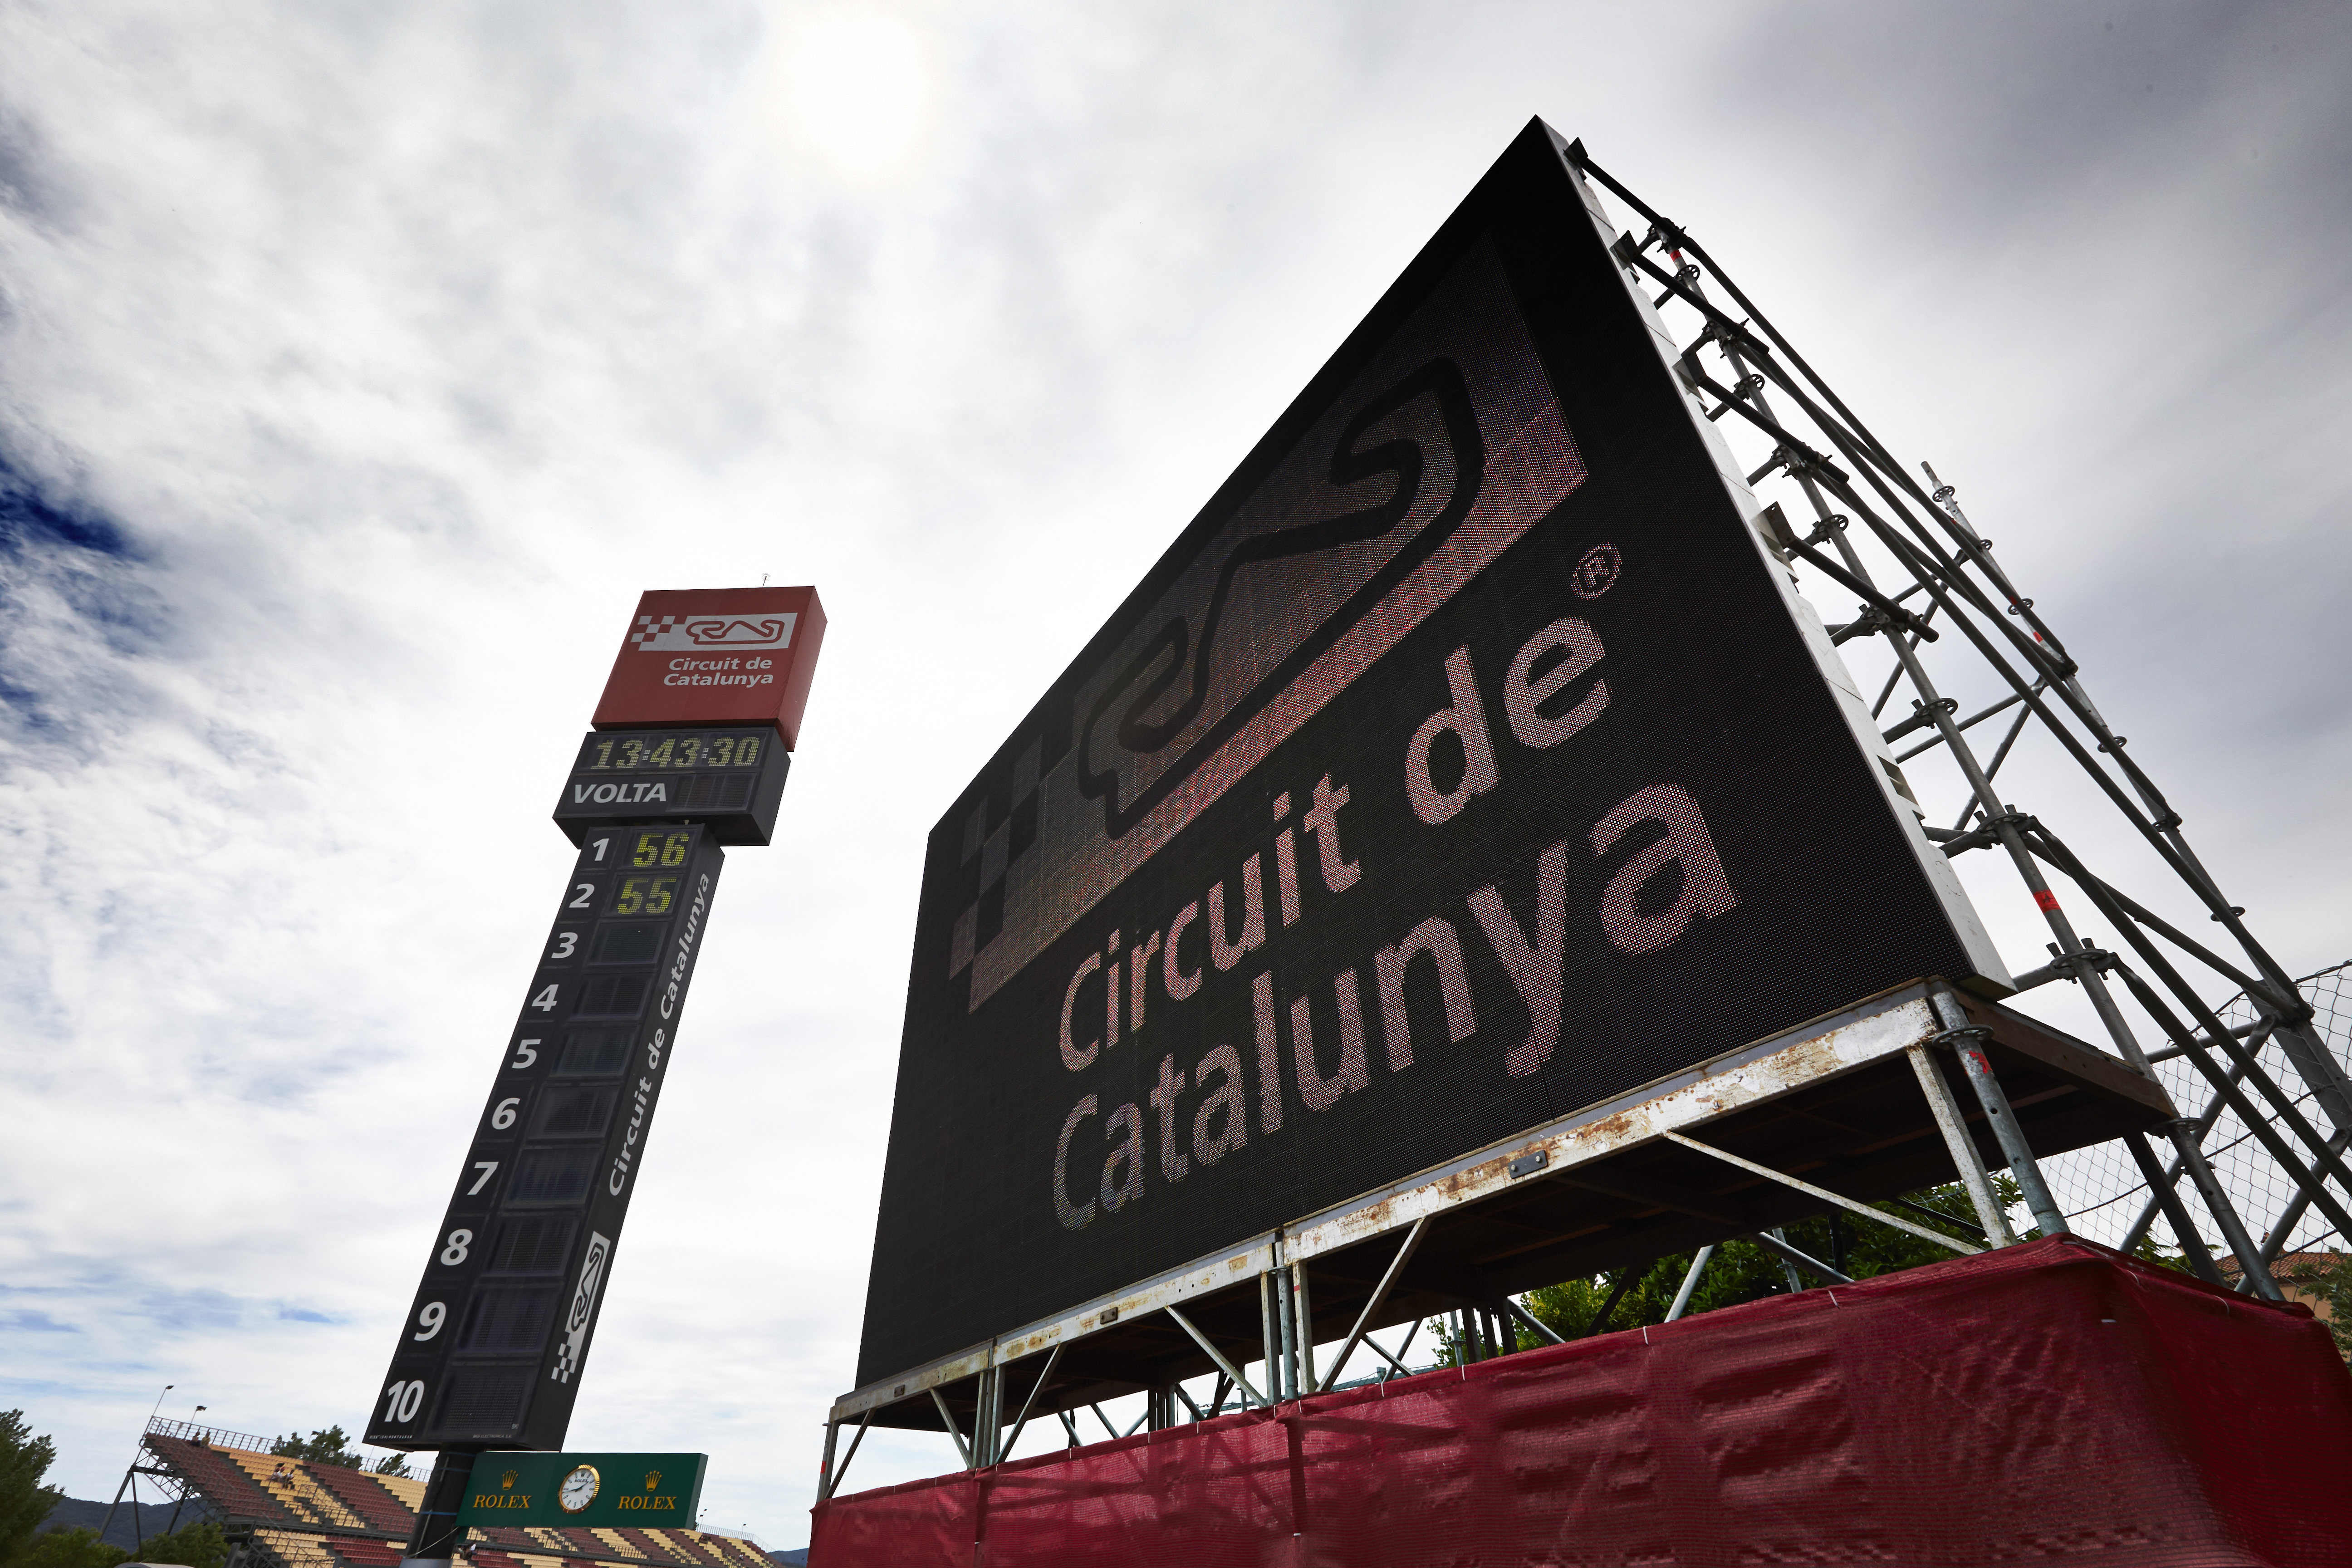 Circuit de
Catalunya
13:43:30
VOLTA
1 56
2 55
3
4
5
6
7
8
9
10
Circuit de Catalunya
ROLEX
ROLEX
Circuit de®
Catalunya